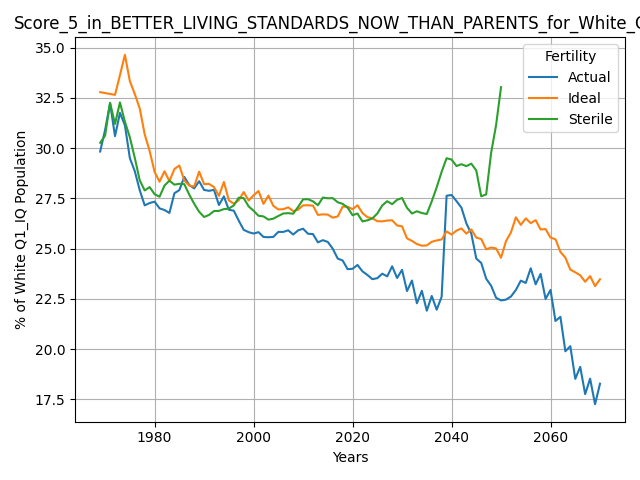 Score_5_in_BETTER_LIVING_STANDARDS_NOW_THAN_PARENTS_for_White_
35.0
32.5
30.0
27.5
25.0
22.5
20.0
17.5
% of White Q1_IQ Population
Fertility
Actual
Ideal
Sterile
1980 2000 2020 2040 2060
Years